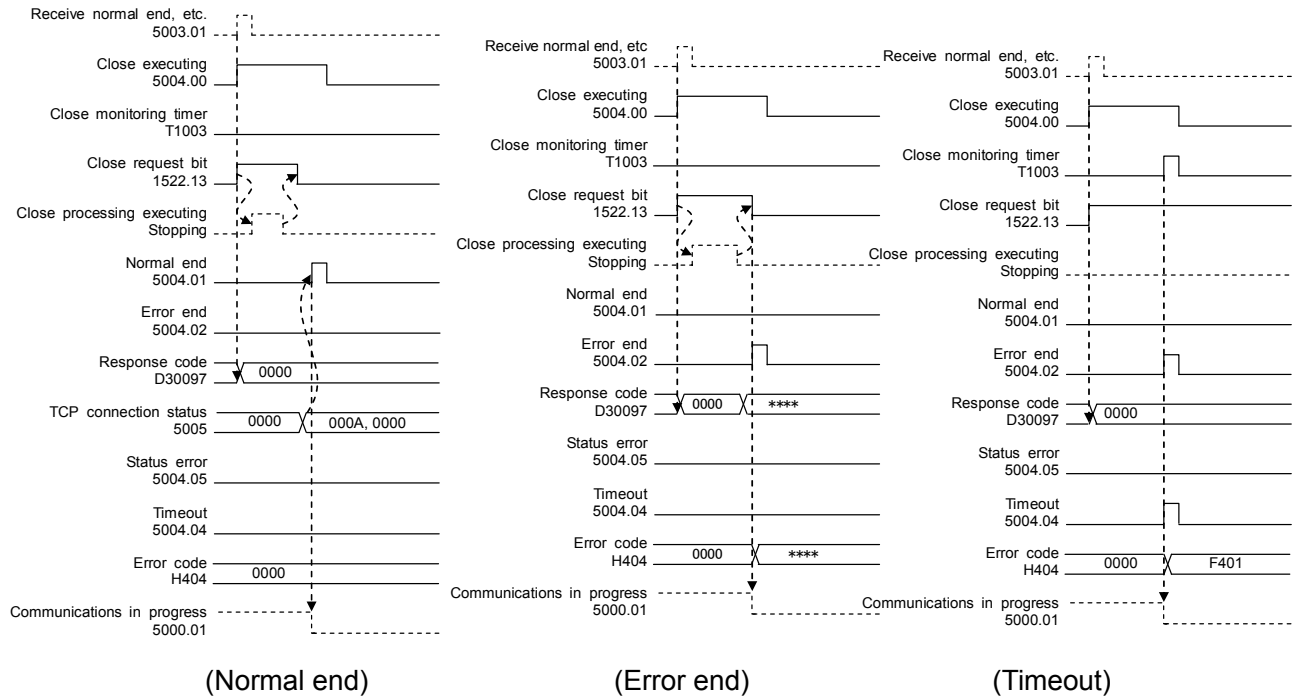 Receive normal end, etc.
5003.01
Close executing
5004.00
Close monitoring timer
T1003
Close request bit
1522.13
Close processing executing
Stopping
Normal end
5004.01
Error end
5004.02
Response code
D30097
0000
TCP connection status
5005
0000
000A, 0000
Status error
5004.05
Timeout
5004.04
Error code
H404
0000
Communications in progress
5000.01
(Normal end)
Receive normal end, etc
5003.01
Close executing
5004.00
Close monitoring timer
T1003
Close request bit
1522.13
Close processing executing
Stopping
Normal end
5004.01
Error end
5004.02
Response code
D30097
0000
****
Status error
5004.05
Timeout
5004.04
Error code
H404
0000
****
Communications in progress
5000.01
(Error end)
Receive normal end, etc.
5003.01
Close executing
5004.00
Close monitoring timer
T1003
Close request bit
1522.13
Close processing executing
Stopping
Normal end
5004.01
Error end
5004.02
Response code
D30097
0000
Status error
5004.05
Timeout
5004.04
Error code
H404
0000
F401
Communications in progress
5000.01
(Timeout)